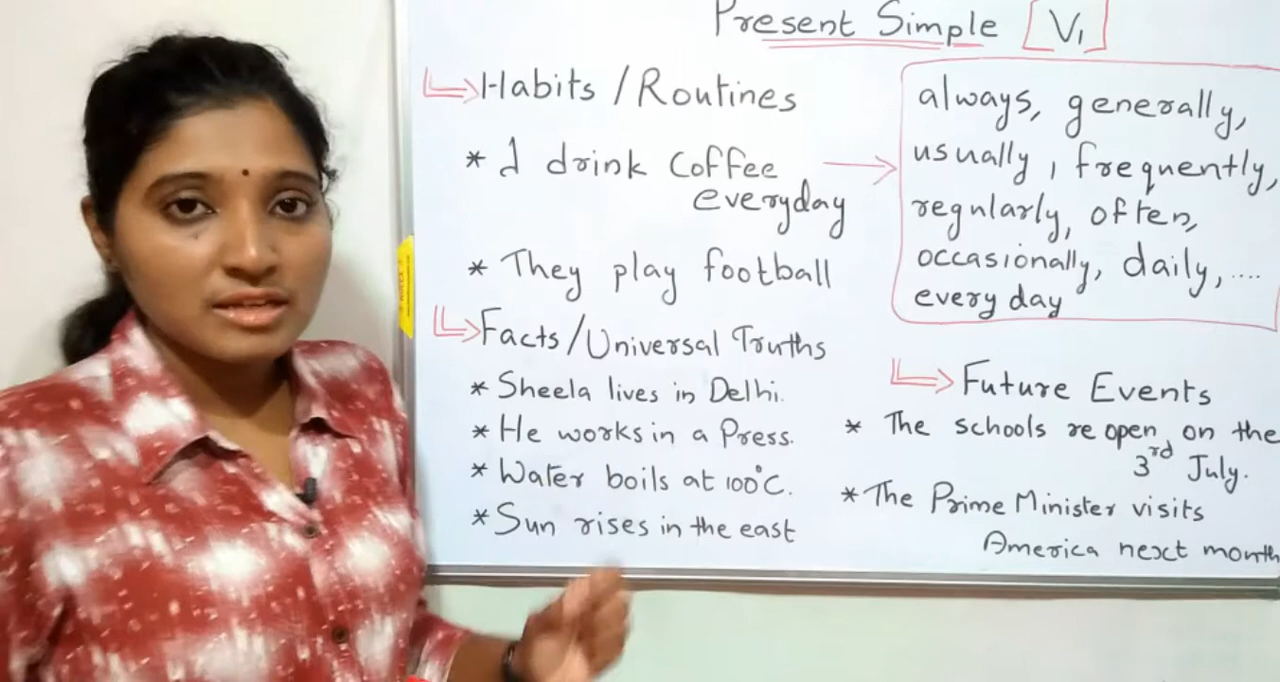 Present Simple V1
Habits / Routines
* I drink coffee
everyday
* They play football
Facts/Universal Truths
* Sheela lives in Delhi.
* He works in a Press.
* Water boils at 100°C.
* Sun rises in the east
always, generally,
usually, frequently,
regularly, often,
occasionally, daily, ....
every day
Future Events
* The schools re open on the
3rd July.
* The Prime Minister visits
America next month